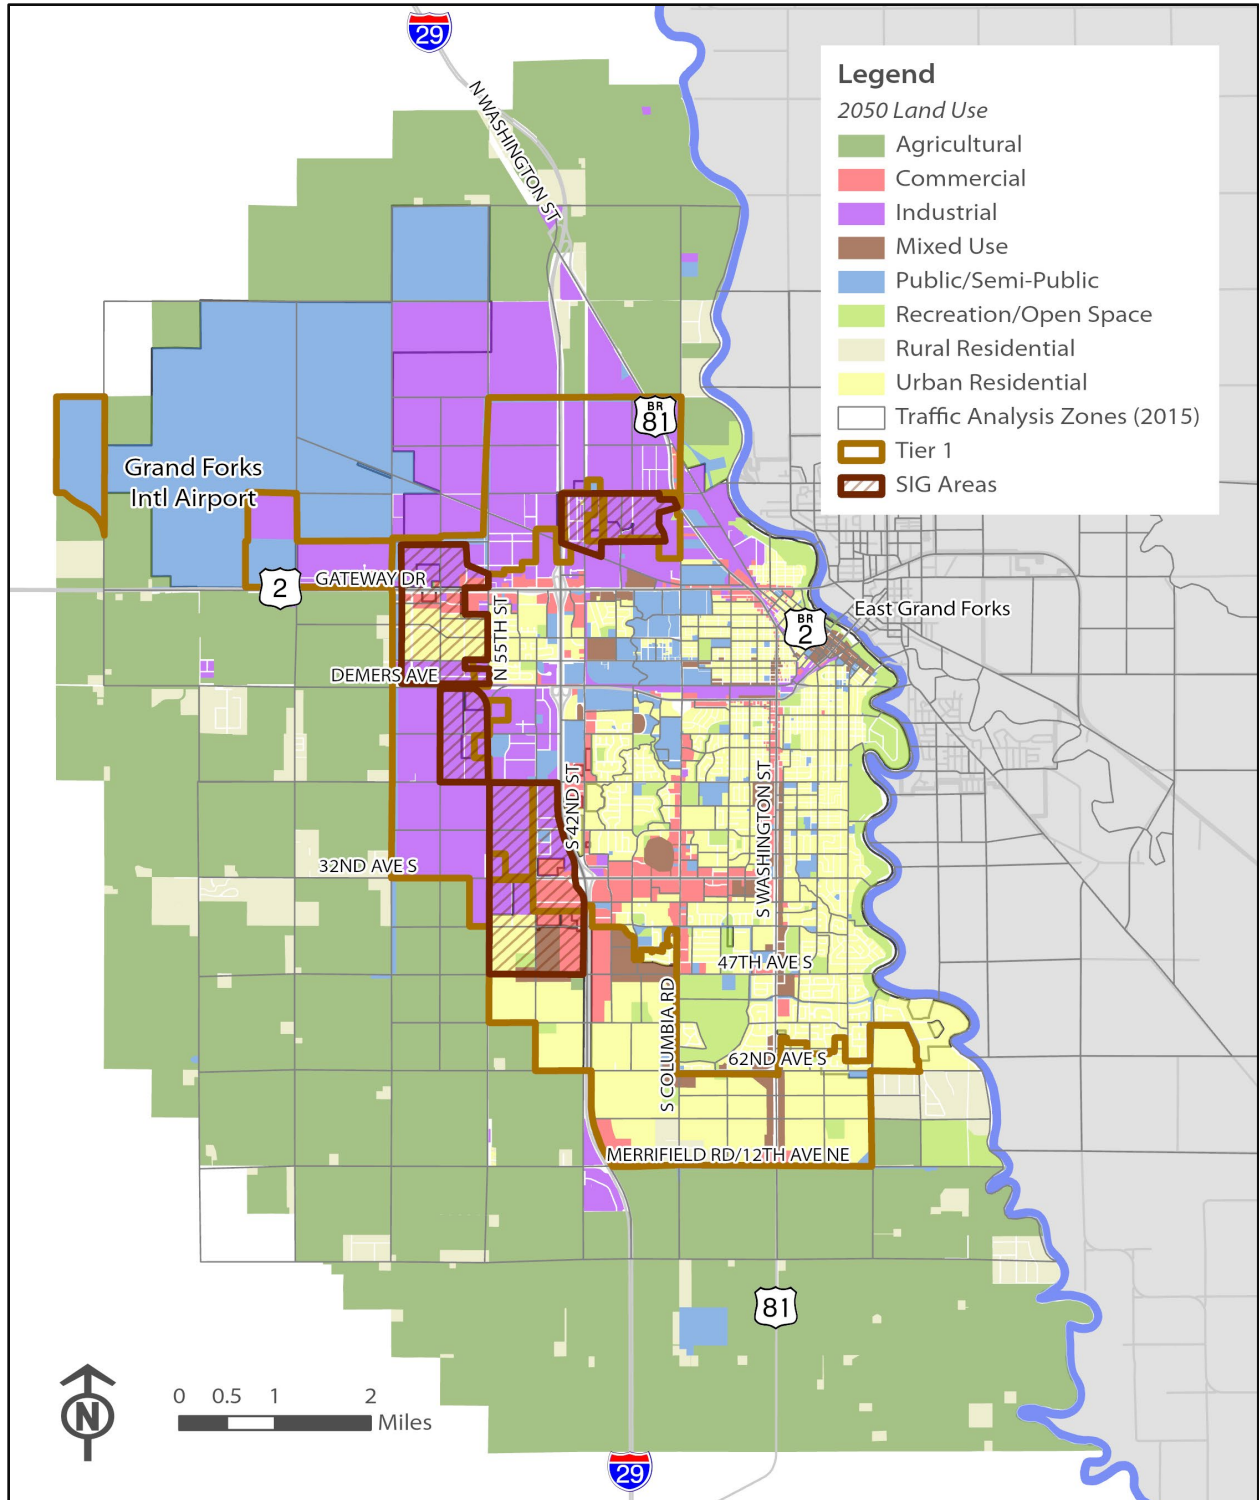 29
N WASHINGTON ST
Legend
2050 Land Use
Agricultural
Commercial
Industrial
Mixed Use
Public/Semi-Public
Recreation/Open Space
Rural Residential
Urban Residential
Traffic Analysis Zones (2015)
Tier 1
SIG Areas
BR
81
Grand Forks
Intl Airport
2
GATEWAY DR
N 55TH ST
BR
2
East Grand Forks
DEMERS AVE
S 42ND ST
S WASHINGTON ST
32ND AVE S
47TH AVE S
S COLUMBIA RD
62ND AVE S
MERRIFIELD RD/12TH AVE NE
81
N
0 0.5 1 2
Miles
29